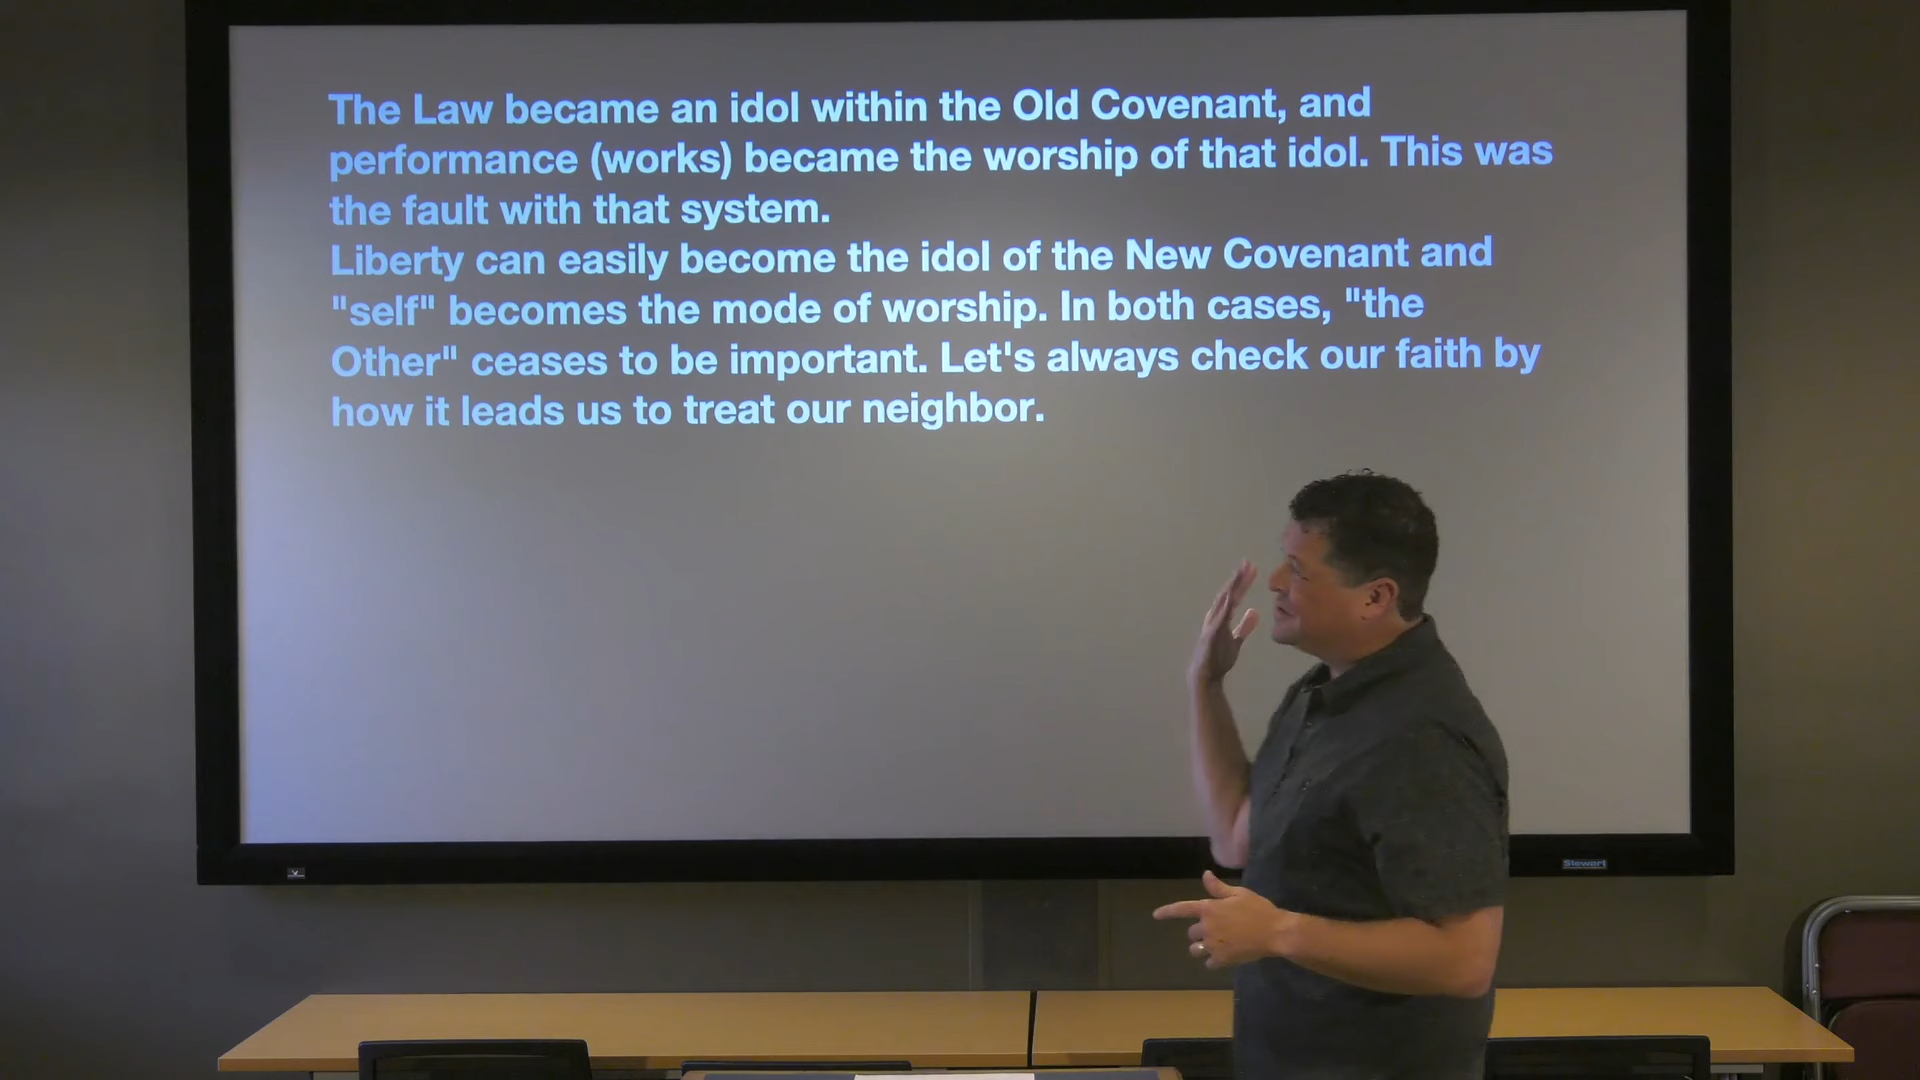 The Law became an idol within the Old Covenant, and
performance (works) became the worship of that idol. This was
the fault with that system.
Liberty can easily become the idol of the New Covenant and
"self" becomes the mode of worship. In both cases, "the
Other" ceases to be important. Let's always check our faith by
how it leads us to treat our neighbor.
Stewart